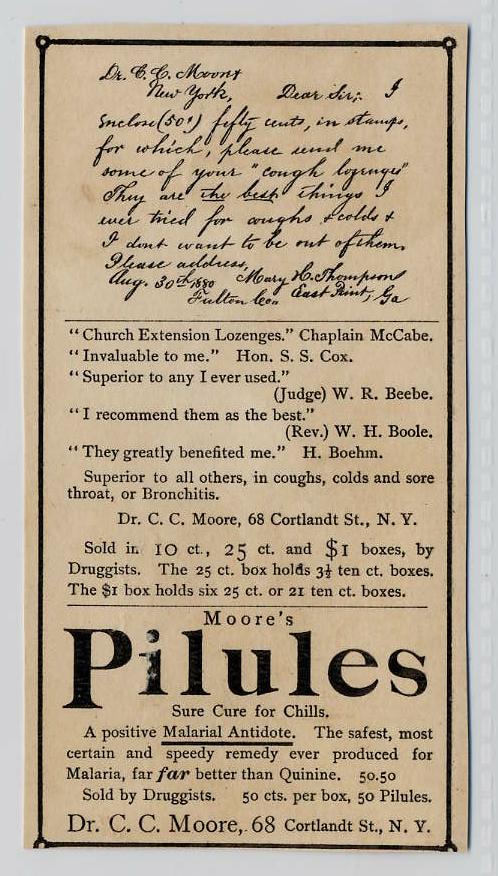 Dr. C. C. Moore
New York, Dear Sir; I
Enclose (50¢) fifty cents, in stamps,
for which, please send me
some of your "cough lozenges"
They are the best things I
ever tried for coughs & colds &
I dont want to be out of them.
Please address,
Aug. 30th 1880 Mary H. Thompson
Fulton Co. East Point, Ga
"Church Extension Lozenges." Chaplain McCabe.
"Invaluable to me." Hon. S. S. Cox.
"Superior to any I ever used."
(Judge) W. R. Beebe.
"I recommend them as the best."
(Rev.) W. H. Boole.
"They greatly benefited me." H. Boehm.
Superior to all others, in coughs, colds and sore
throat, or Bronchitis.
Dr. C. C. Moore, 68 Cortlandt St., N. Y.
Sold in 10 ct., 25 ct. and $1 boxes, by
Druggists. The 25 ct. box holds 3½ ten ct. boxes.
The $1 box holds six 25 ct. or 21 ten ct. boxes.
Moore's
Pilules
Sure Cure for Chills.
A positive Malarial Antidote. The safest, most
certain and speedy remedy ever produced for
Malaria, far far better than Quinine. 50.50
Sold by Druggists. 50 cts. per box, 50 Pilules.
Dr. C. C. Moore, 68 Cortlandt St., N. Y.